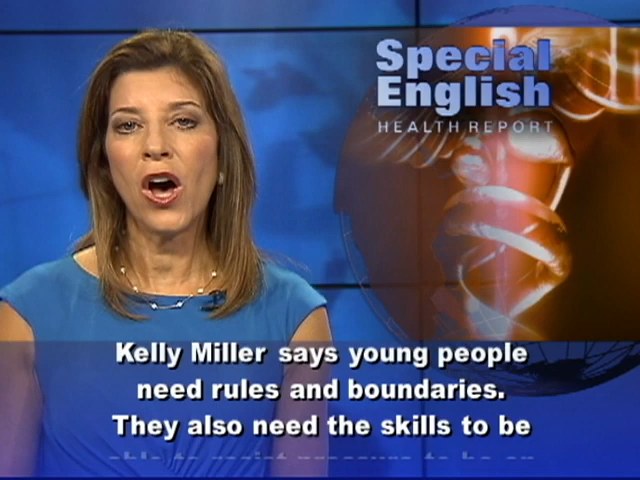 Special
English
HEALTH REPORT
Kelly Miller says young people
need rules and boundaries.
They also need the skills to be